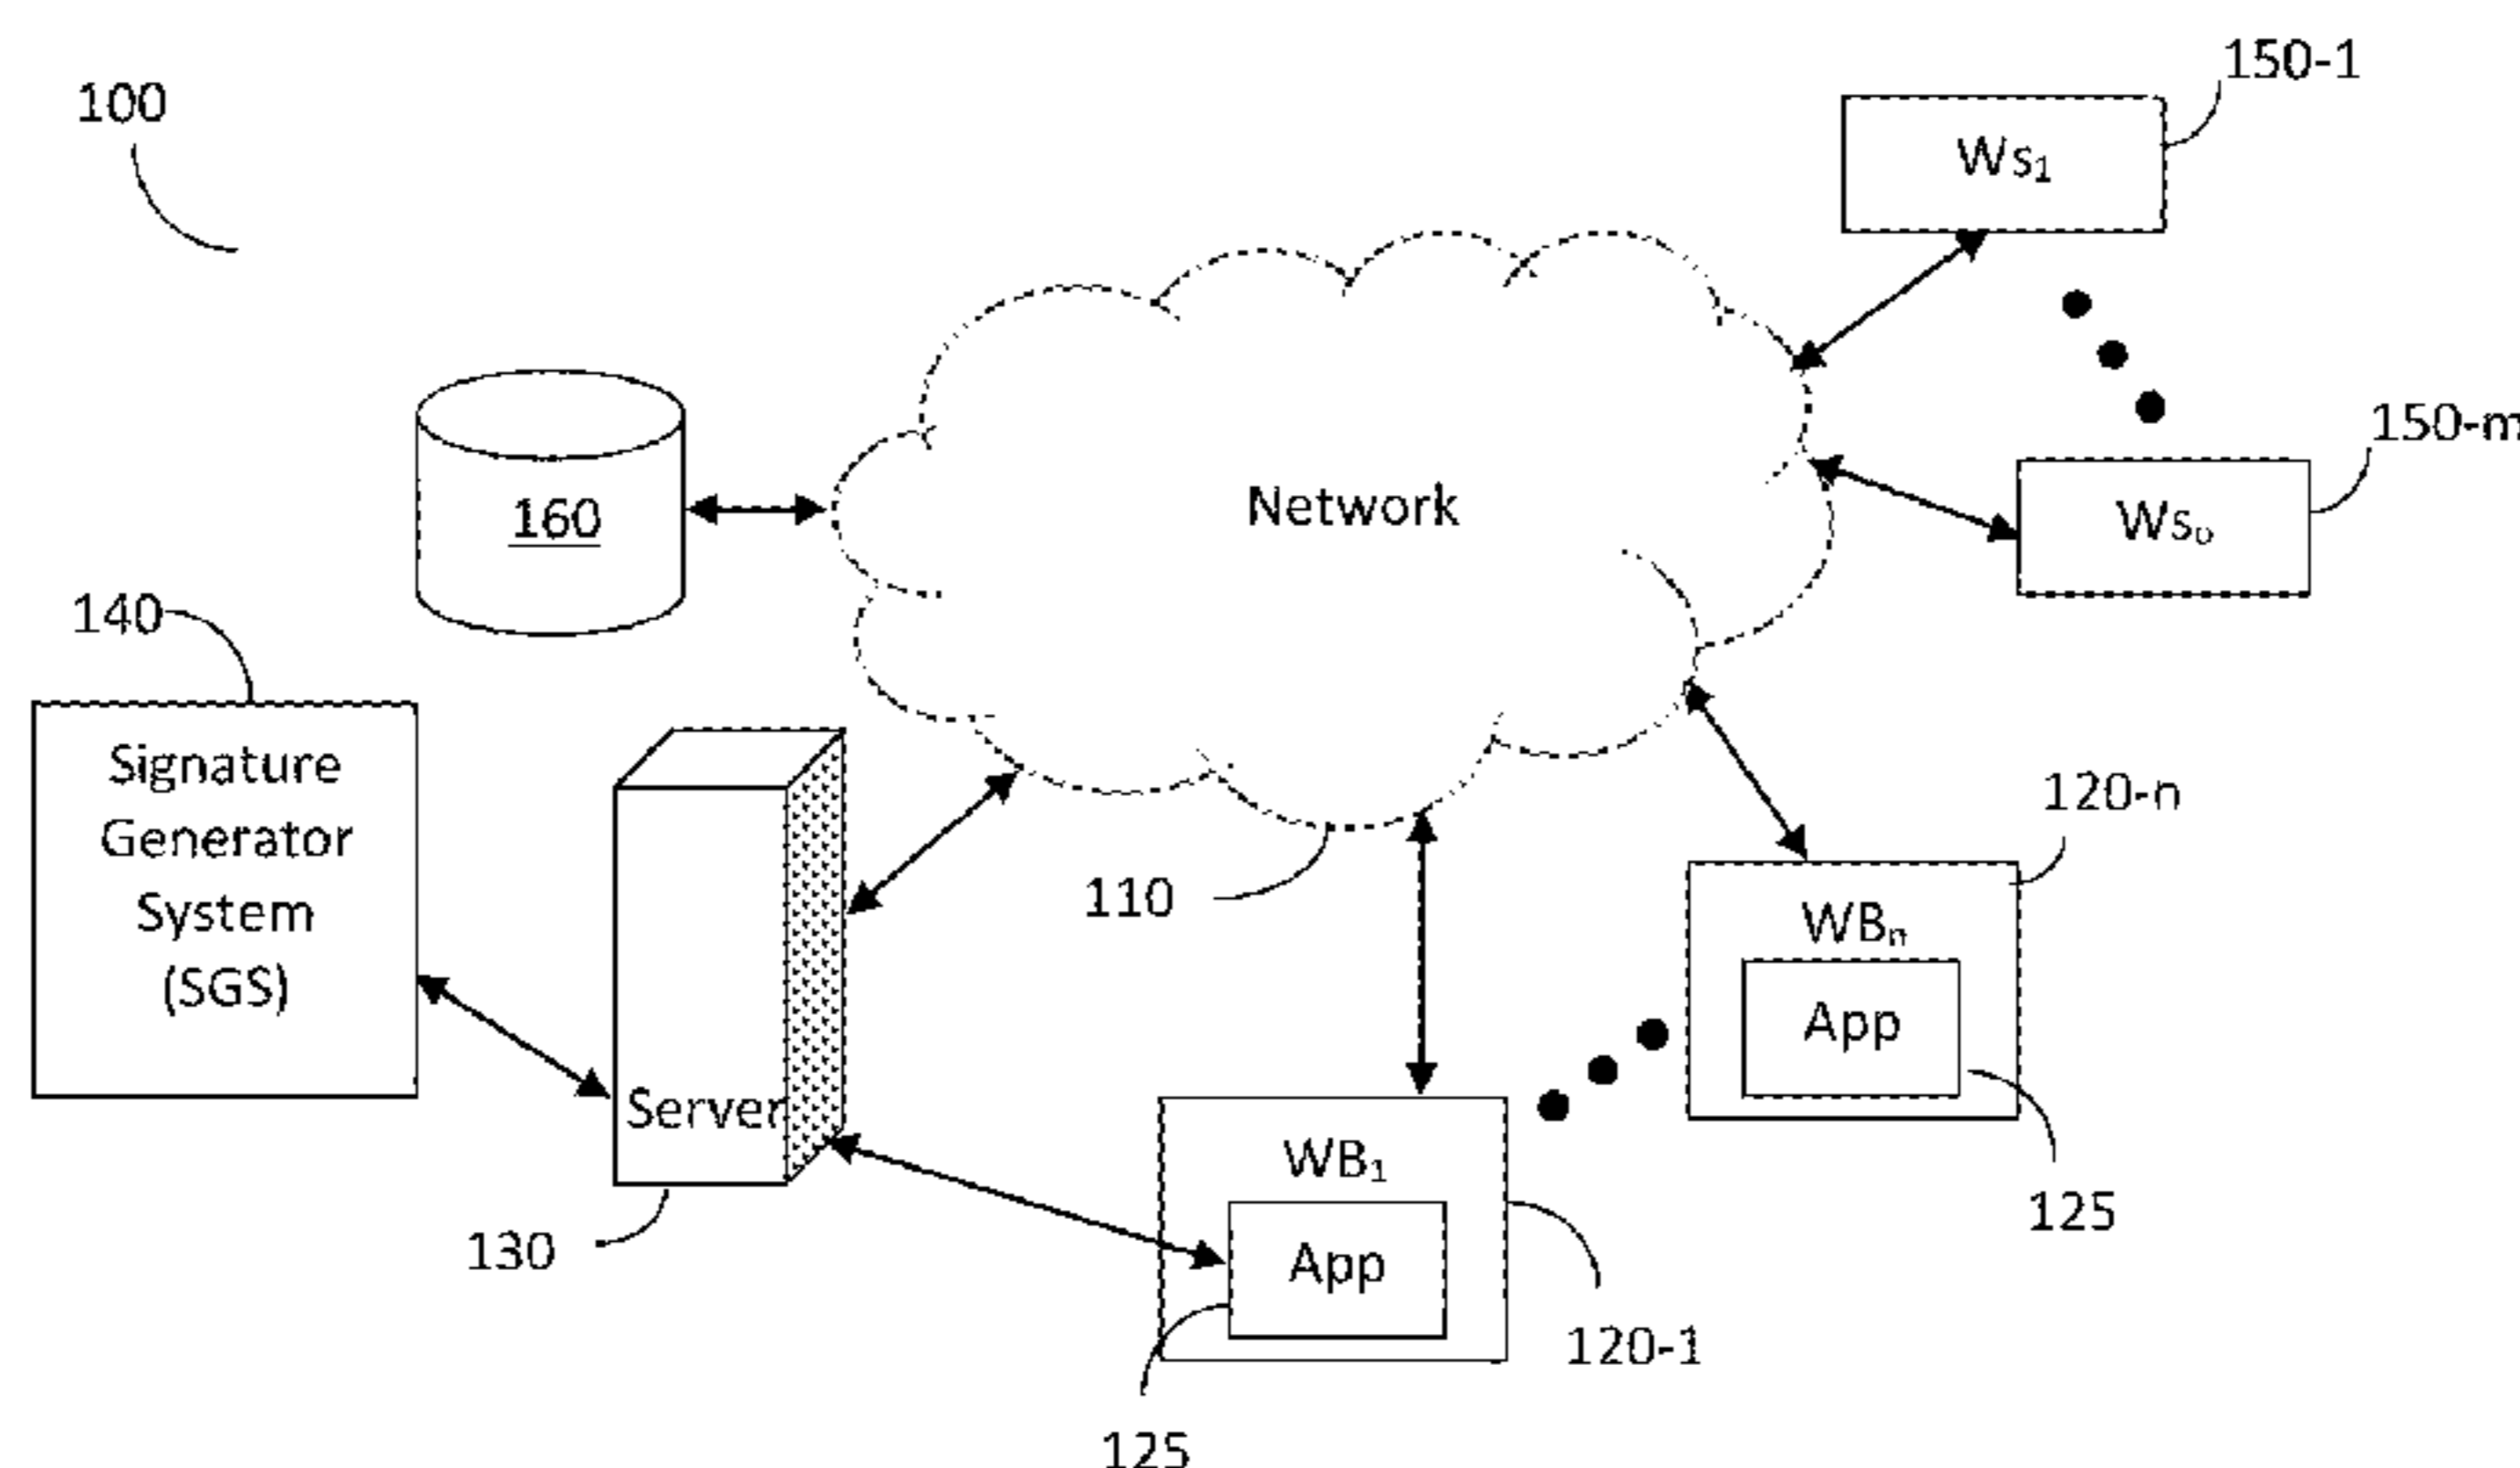 100
150-1
WS₁
150-m
Network
160
WSₒ
140
Signature
Generator
System
(SGS)
120-n
110
WBₙ
App
Server
WB₁
125
130
App
120-1
125